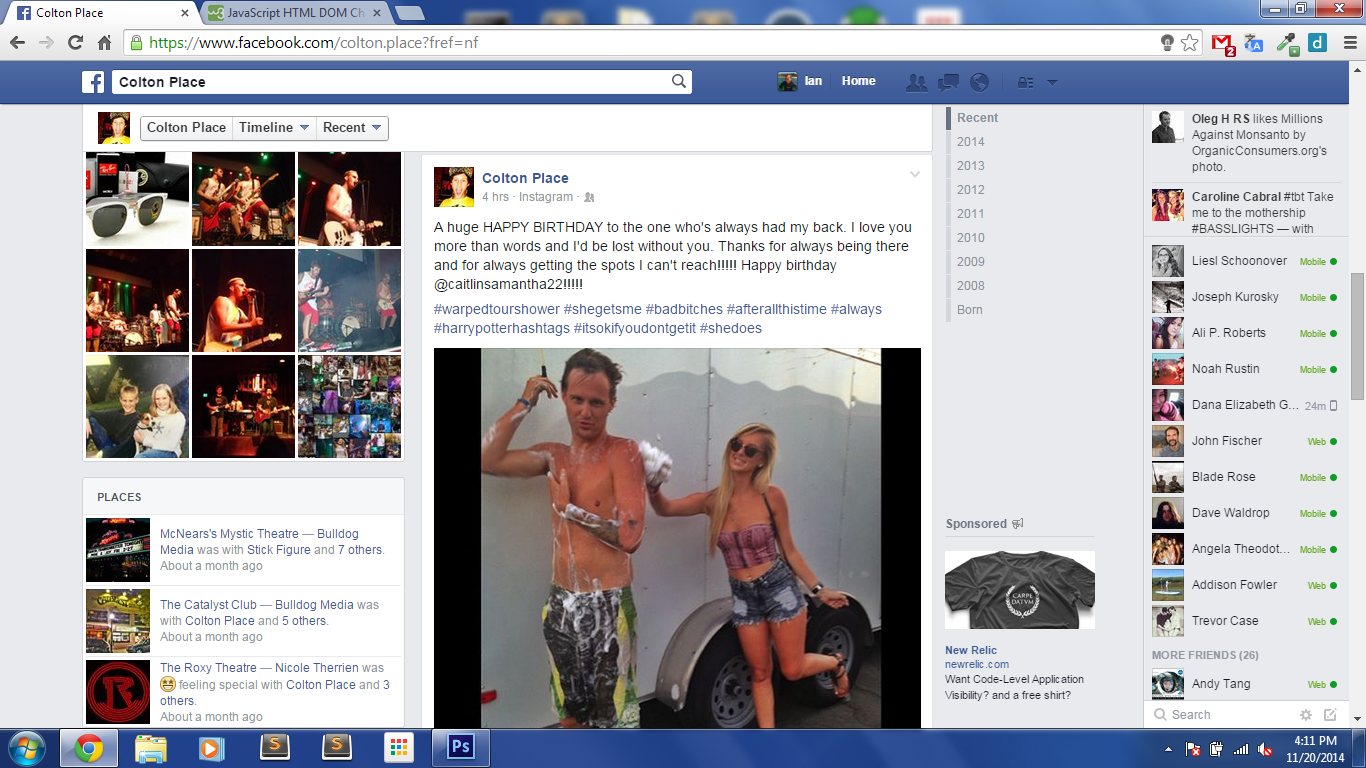 Colton Place
JavaScript HTML DOM Ch
https://www.facebook.com/colton.place?fref=nf
2
d
Colton Place
Ian
Home
Colton Place
Timeline
Recent
Colton Place
4 hrs · Instagram ·
A huge HAPPY BIRTHDAY to the one who's always had my back. I love you
more than words and I'd be lost without you. Thanks for always being there
and for always getting the spots I can't reach!!!!! Happy birthday
@caitlinsamantha22!!!!!
#warpedtourshower #shegetsme #badbitches #afterallthistime #always
#harrypotterhashtags #itsokifyoudontgetit #shedoes
PLACES
McNears's Mystic Theatre — Bulldog
Media was with Stick Figure and 7 others.
About a month ago
The Catalyst Club — Bulldog Media was
with Colton Place and 5 others.
About a month ago
The Roxy Theatre — Nicole Therrien was
feeling special with Colton Place and 3
others.
About a month ago
Recent
2014
2013
2012
2011
2010
2009
2008
Born
Sponsored
CARPE
DATVM
New Relic
newrelic.com
Want Code-Level Application
Visibility? and a free shirt?
Oleg H RS likes Millions
Against Monsanto by
OrganicConsumers.org's
photo.
Caroline Cabral #tbt Take
me to the mothership
#BASSLIGHTS — with
Liesl Schoonover Mobile
Joseph Kurosky Mobile
Ali P. Roberts Mobile
Noah Rustin Mobile
Dana Elizabeth G... 24m
John Fischer Web
Blade Rose Mobile
Dave Waldrop Mobile
Angela Theodot... Mobile
Addison Fowler Web
Trevor Case Web
MORE FRIENDS (26)
Andy Tang Web
Search
Ps
4:11 PM
11/20/2014